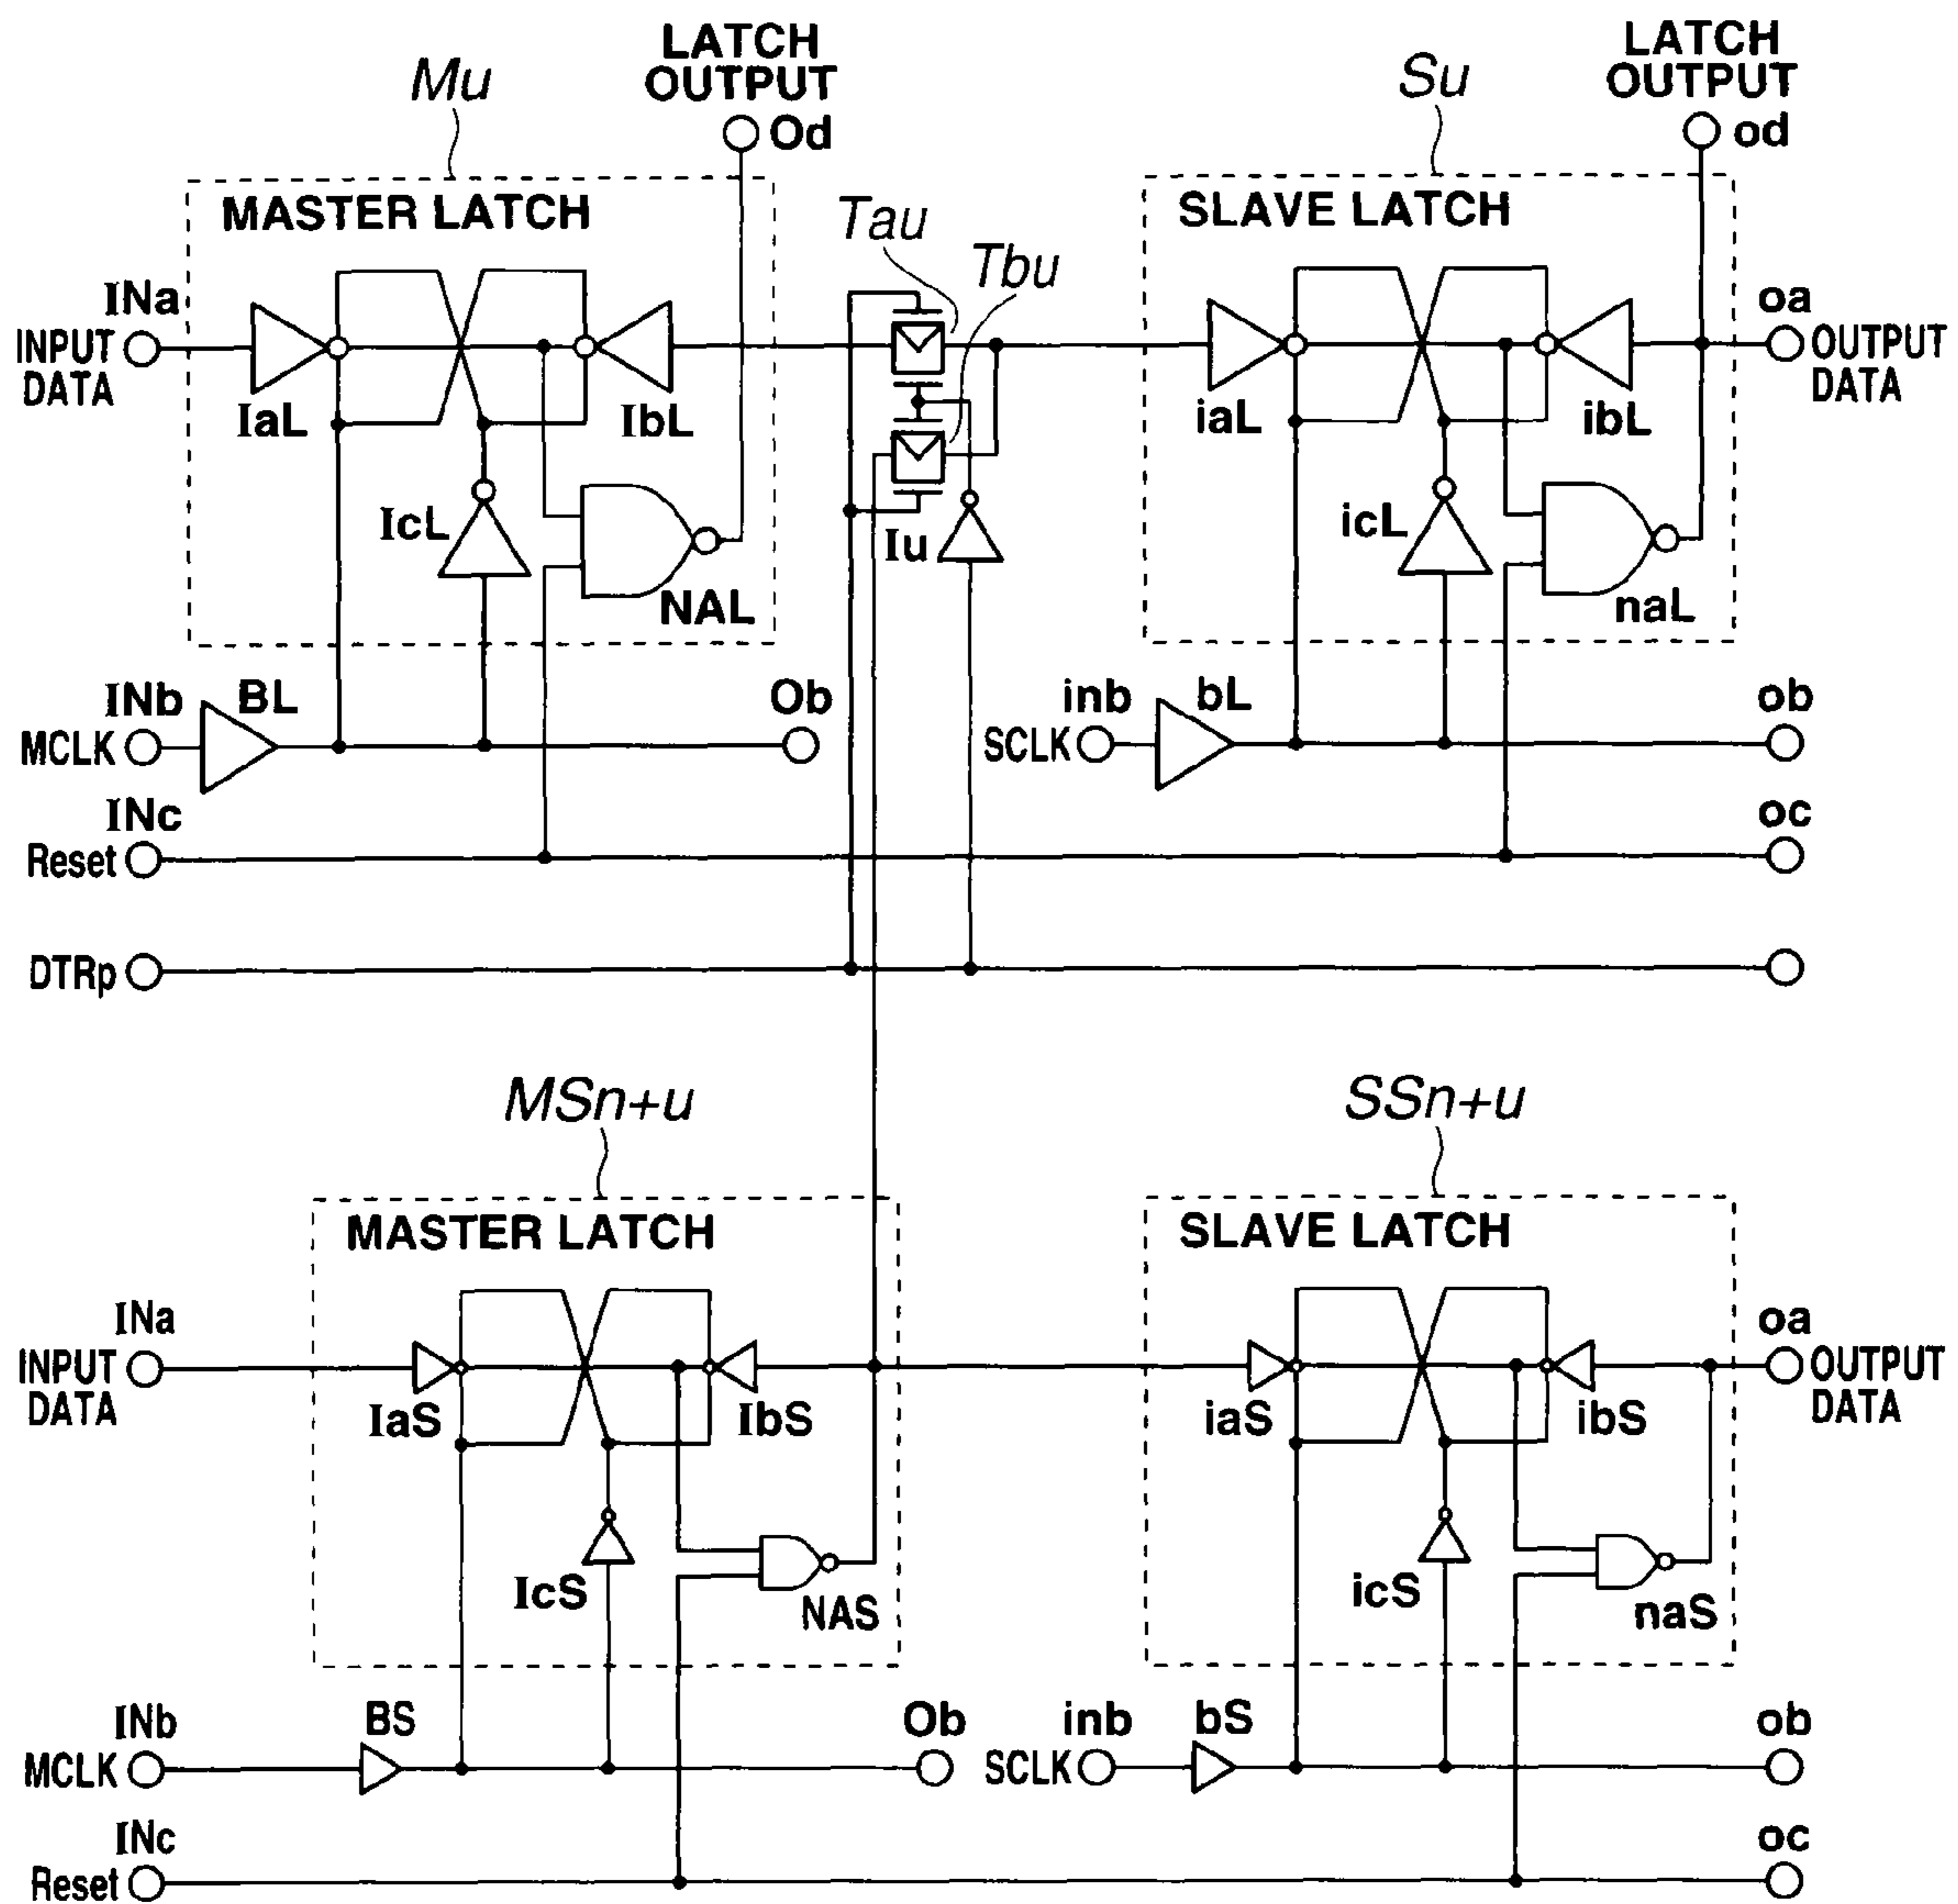 LATCH
OUTPUT
Od
LATCH
OUTPUT
od
Mu
Su
MASTER LATCH
Tau
Tbu
SLAVE LATCH
INa
INPUT
DATA
IaL
IbL
iaL
ibL
oa
OUTPUT
DATA
IcL
NAL
Iu
icL
naL
INb
MCLK
BL
Ob
inb
SCLK
bL
ob
INc
Reset
oc
DTRp
MSn+u
SSn+u
MASTER LATCH
SLAVE LATCH
INa
INPUT
DATA
IaS
IbS
iaS
ibS
oa
OUTPUT
DATA
IcS
NAS
icS
naS
INb
MCLK
BS
Ob
inb
SCLK
bS
ob
INc
Reset
oc